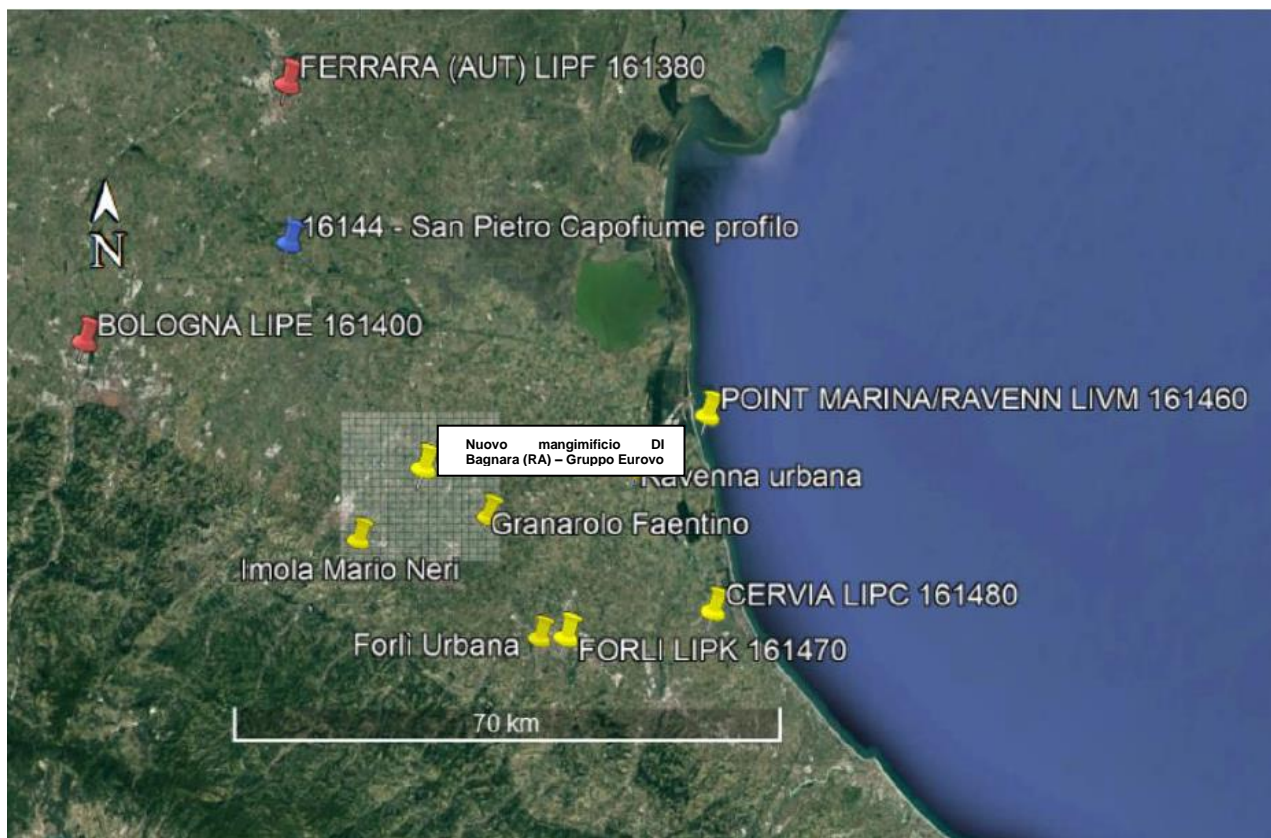 FERRARA (AUT) LIPF 161380
16144 - San Pietro Capofiume profilo
N
BOLOGNA LIPE 161400
POINT MARINA/RAVENN LIVM 161460
Nuovo mangimificio DI
Bagnara (RA) – Gruppo Eurovo
Ravenna urbana
Granarolo Faentino
Imola Mario Neri
CERVIA LIPC 161480
Forlì Urbana
FORLI LIPK 161470
70 km